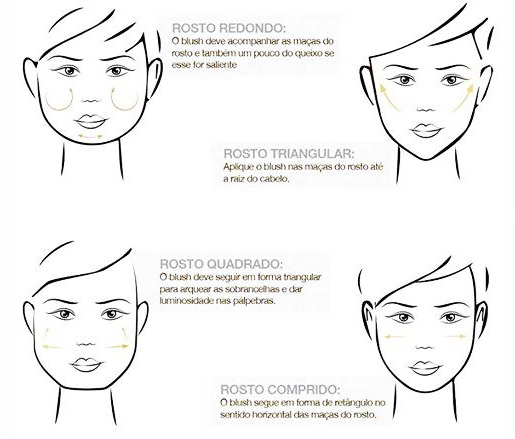 ROSTO REDONDO:
O blush deve acompanhar as maças do
rosto e também um pouco do queixo se
esse for saliente
ROSTO TRIANGULAR:
Aplique o blush nas maças do rosto até
a raiz do cabelo.
ROSTO QUADRADO:
O blush deve seguir em forma triangular
para arquear as sobrancelhas e dar
luminosidade nas pálpebras.
ROSTO COMPRIDO:
O blush segue em forma de retângulo no
sentido horizontal das maças do rosto.